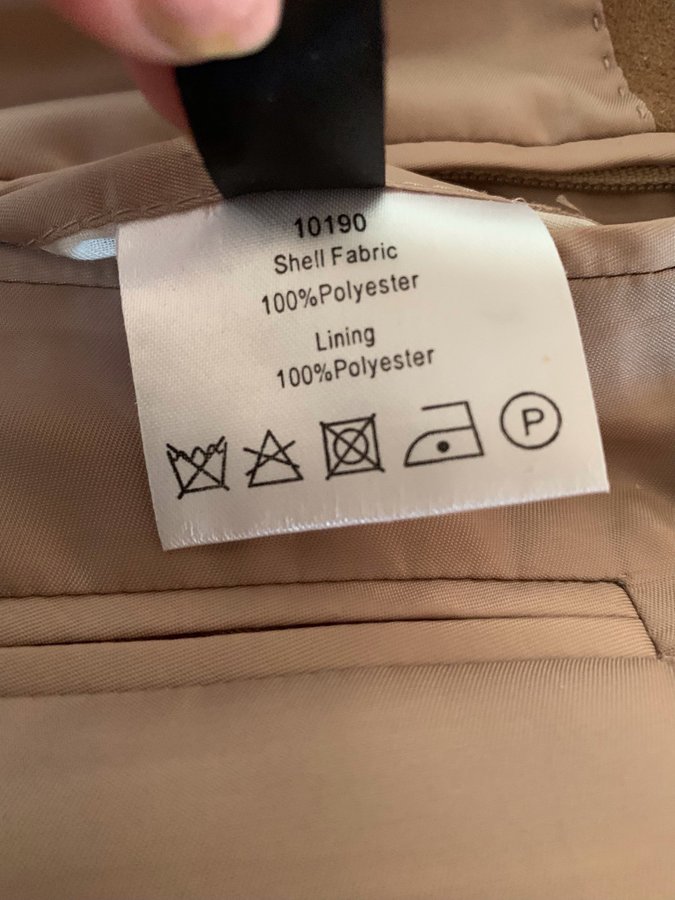 10190
Shell Fabric
100%Polyester
Lining
100%Polyester
P